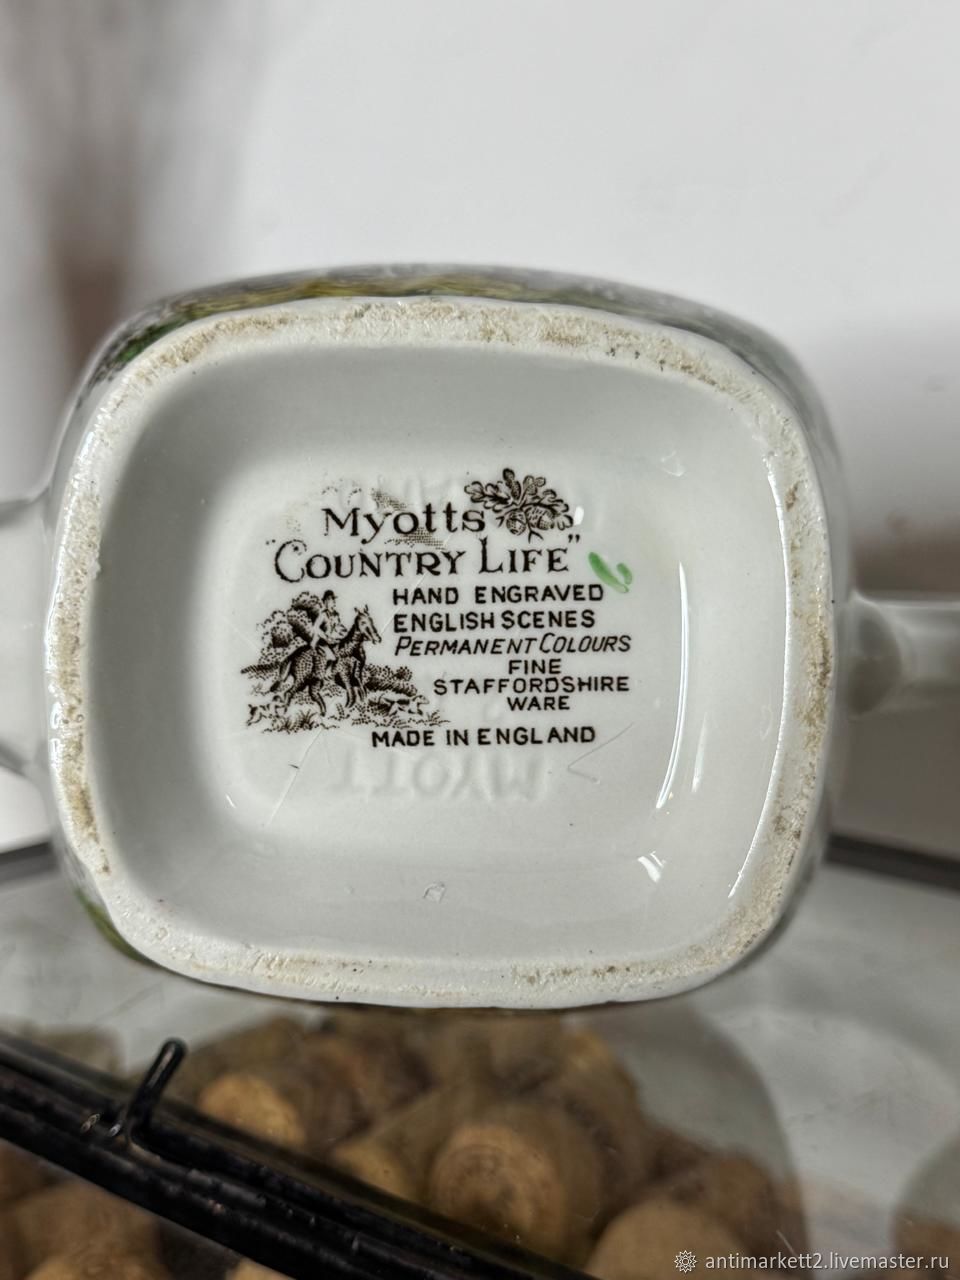 Myotts
"COUNTRY LIFE"
HAND ENGRAVED
ENGLISH SCENES
PERMANENT COLOURS
FINE
STAFFORDSHIRE
WARE
MADE IN ENGLAND
MYOTT
antimarkett2.livemaster.ru